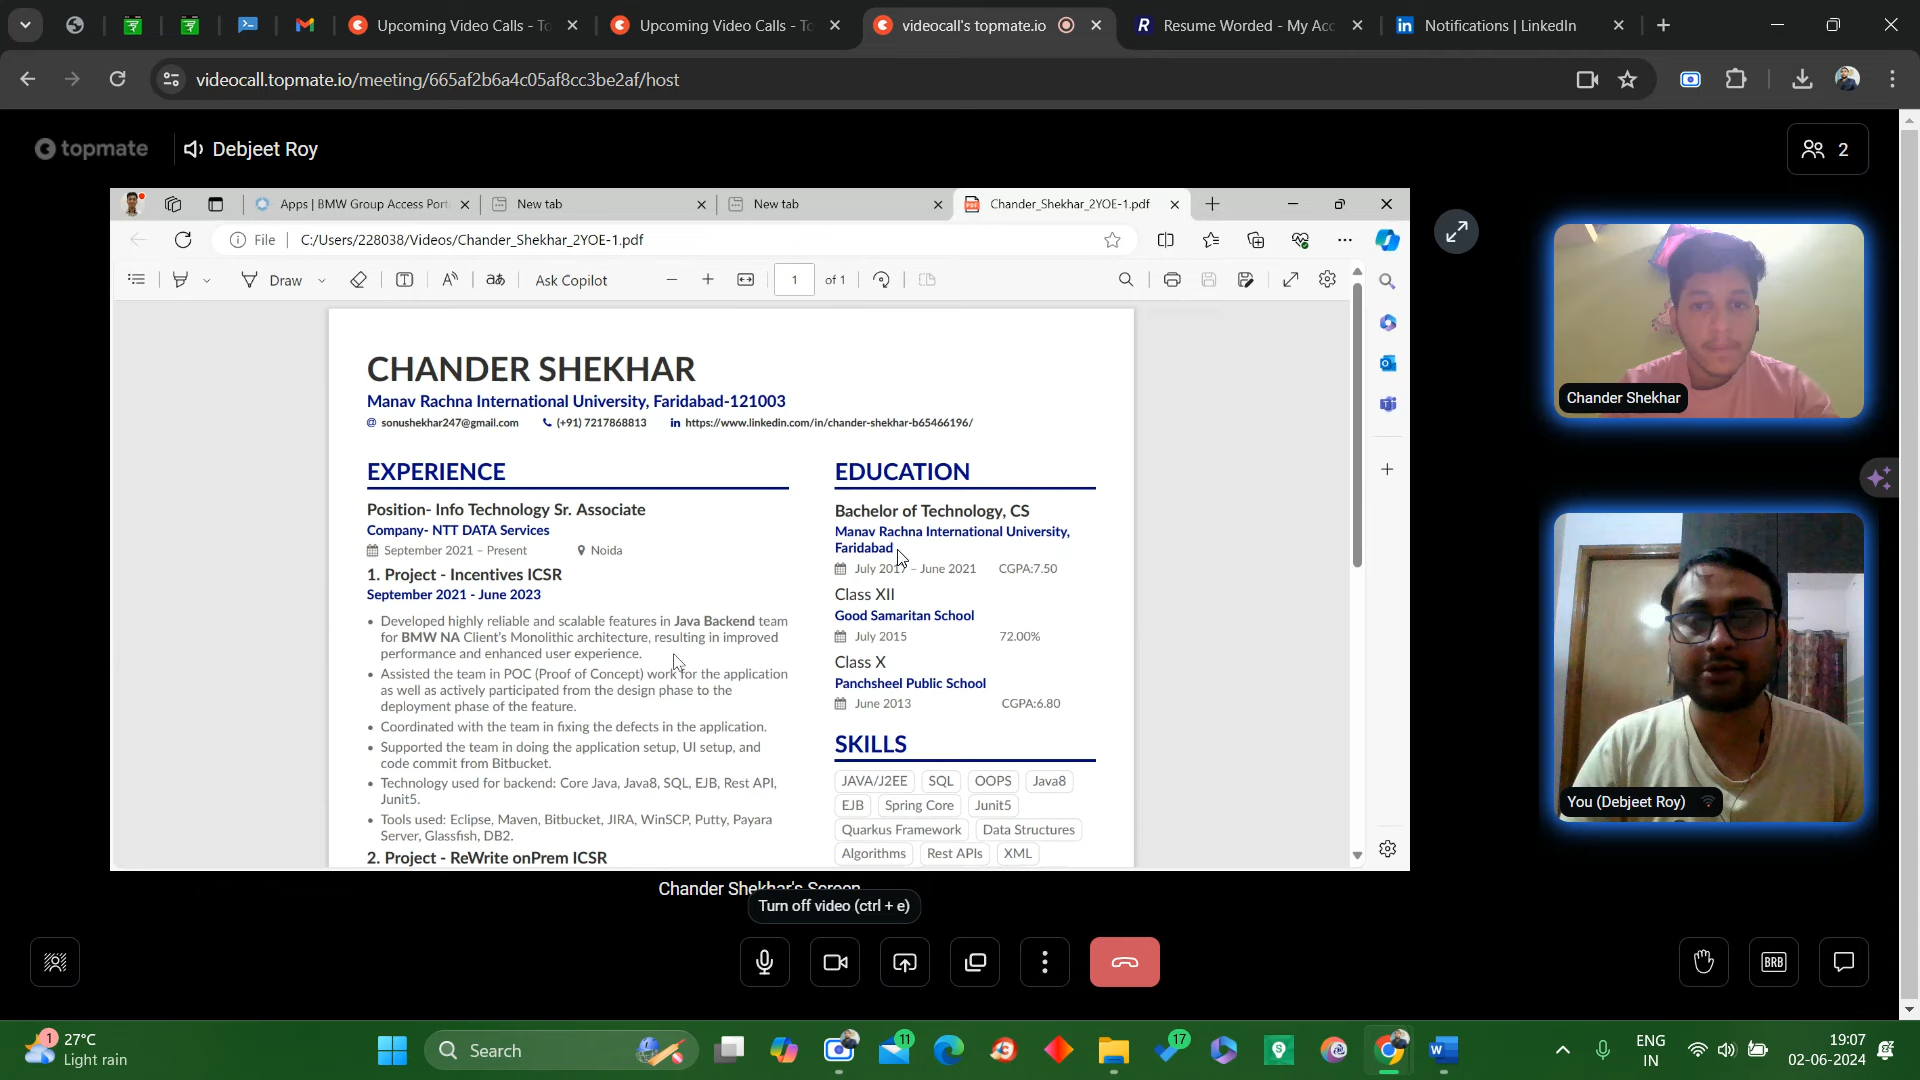 Upcoming Video Calls - To
Upcoming Video Calls - To
videocall's topmate.io
Resume Worded - My Acc
Notifications | LinkedIn
videocall.topmate.io/meeting/665af2b6a4c05af8cc3be2af/host
topmate
Debjeet Roy
2
Apps | BMW Group Access Port
New tab
New tab
Chander_Shekhar_2YOE-1.pdf
File
C:/Users/228038/Videos/Chander_Shekhar_2YOE-1.pdf
Draw
Ask Copilot
1
of 1
CHANDER SHEKHAR
Manav Rachna International University, Faridabad-121003
@ sonushekhar247@gmail.com (+91) 7217868813 in https://www.linkedin.com/in/chander-shekhar-b65466196/
EXPERIENCE
Position- Info Technology Sr. Associate
Company- NTT DATA Services
September 2021 – Present Noida
1. Project - Incentives ICSR
September 2021 - June 2023
• Developed highly reliable and scalable features in Java Backend team
for BMW NA Client's Monolithic architecture, resulting in improved
performance and enhanced user experience.
• Assisted the team in POC (Proof of Concept) work for the application
as well as actively participated from the design phase to the
deployment phase of the feature.
• Coordinated with the team in fixing the defects in the application.
• Supported the team in doing the application setup, UI setup, and
code commit from Bitbucket.
• Technology used for backend: Core Java, Java8, SQL, EJB, Rest API,
Junit5.
• Tools used: Eclipse, Maven, Bitbucket, JIRA, WinSCP, Putty, Payara
Server, Glassfish, DB2.
2. Project - ReWrite onPrem ICSR
EDUCATION
Bachelor of Technology, CS
Manav Rachna International University,
Faridabad
July 2017 – June 2021 CGPA:7.50
Class XII
Good Samaritan School
July 2015 72.00%
Class X
Panchsheel Public School
June 2013 CGPA:6.80
SKILLS
JAVA/J2EE SQL OOPS Java8
EJB Spring Core Junit5
Quarkus Framework Data Structures
Algorithms Rest APIs XML
Chander Shekhar
You (Debjeet Roy)
Chander Shekhar's Screen
Turn off video (ctrl + e)
BRB
1
27°C
Light rain
Search
11
17
ENG
IN
19:07
02-06-2024